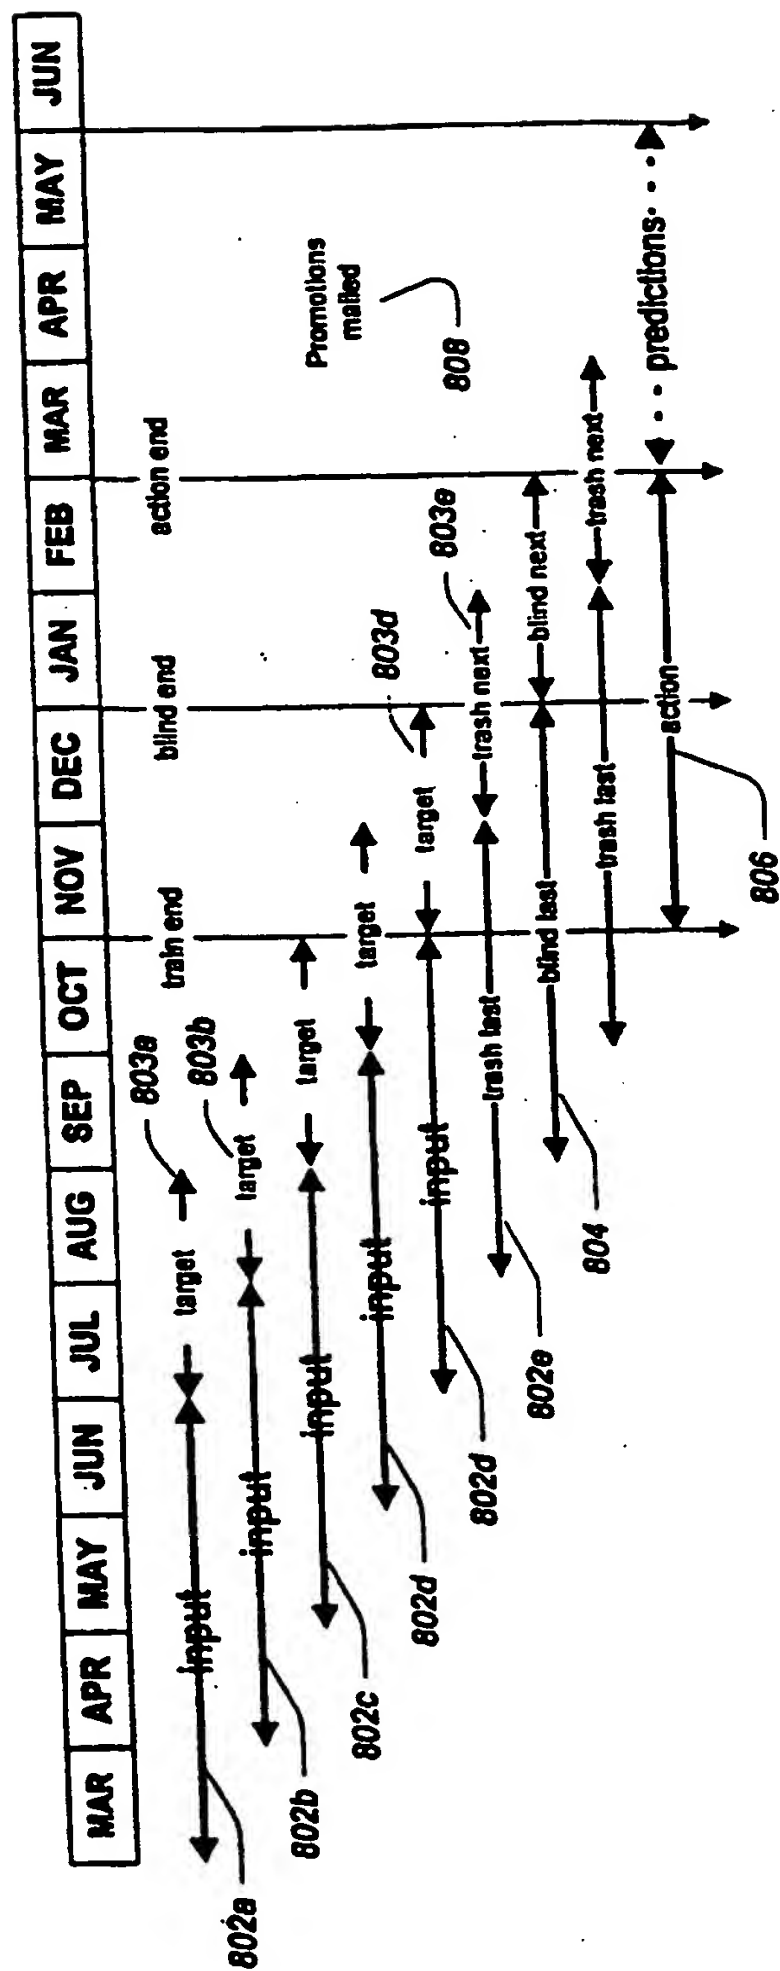 MAR APR MAY JUN JUL AUG SEP OCT NOV DEC JAN FEB MAR APR MAY JUN
train end
blind end
action end
802a
input
target
803a
802b
input
target
803b
802c
input
target
Promotions
mailed
808
802d
input
target
802d
input
target
803d
802e
trash last
trash next
803e
804
blind last
blind next
trash last
trash next
806
action
predictions